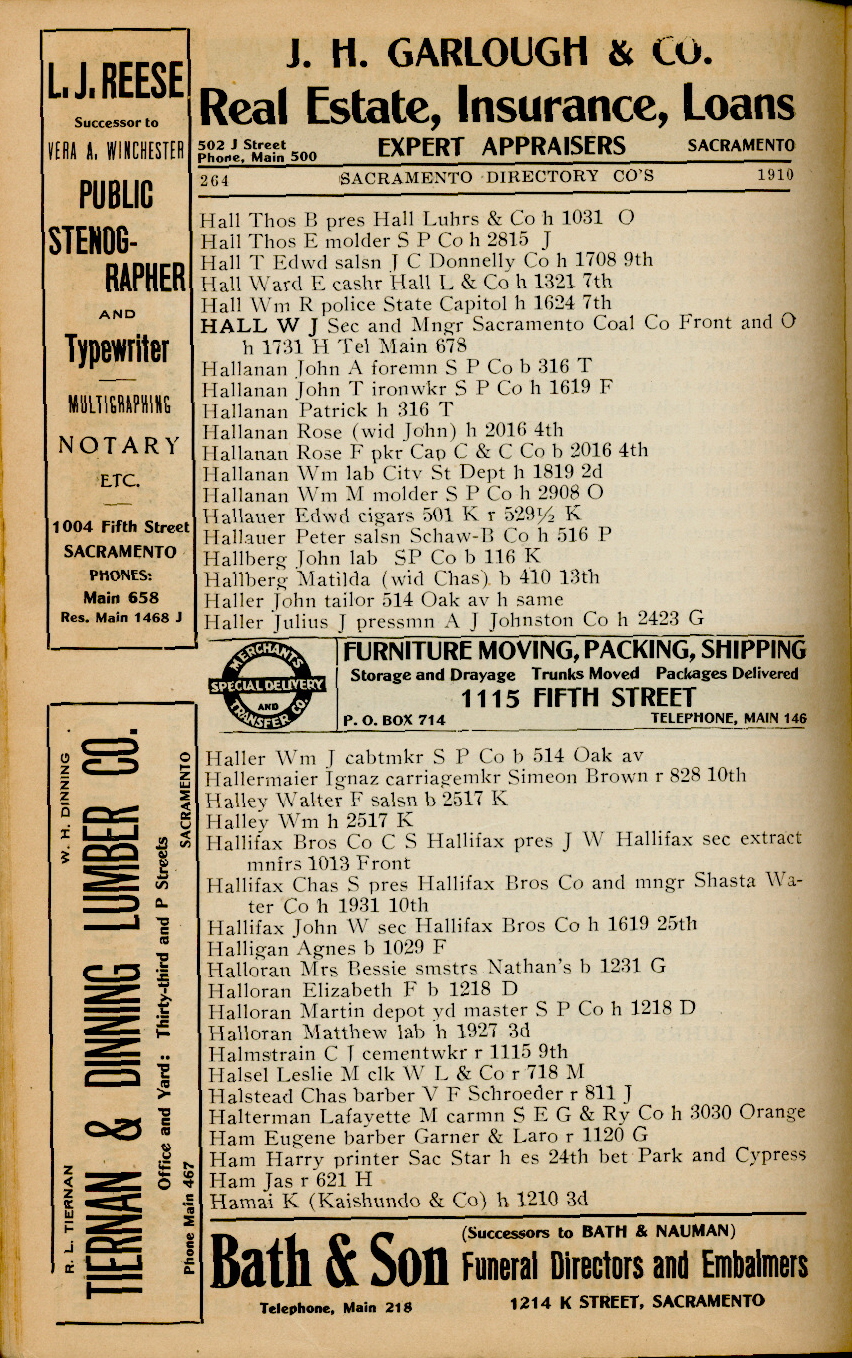 J. H. GARLOUGH & CO.
Real Estate, Insurance, Loans
502 J Street
Phone, Main 500
EXPERT APPRAISERS
SACRAMENTO
264 SACRAMENTO DIRECTORY CO'S 1910
L. J. REESE
Successor to
VERA A. WINCHESTER
PUBLIC
STENOG-
RAPHER
AND
Typewriter
MULTIGRAPHING
NOTARY
ETC.
1004 Fifth Street
SACRAMENTO
PHONES:
Main 658
Res. Main 1468 J
Hall Thos B pres Hall Luhrs & Co h 1031 O
Hall Thos E molder S P Co h 2815 J
Hall T Edwd salsn J C Donnelly Co h 1708 9th
Hall Ward E cashr Hall L & Co h 1321 7th
Hall Wm R police State Capitol h 1624 7th
HALL W J Sec and Mngr Sacramento Coal Co Front and O
h 1731 H Tel Main 678
Hallanan John A foremn S P Co b 316 T
Hallanan John T ironwkr S P Co h 1619 F
Hallanan Patrick h 316 T
Hallanan Rose (wid John) h 2016 4th
Hallanan Rose F pkr Cap C & C Co b 2016 4th
Hallanan Wm lab City St Dept h 1819 2d
Hallanan Wm M molder S P Co h 2908 O
Hallauer Edwd cigars 501 K r 529½ K
Hallauer Peter salsn Schaw-B Co h 516 P
Hallberg John lab SP Co b 116 K
Hallberg Matilda (wid Chas) b 410 13th
Haller John tailor 514 Oak av h same
Haller Julius J pressmn A J Johnston Co h 2423 G
MERCHANTS
SPECIAL DELIVERY
AND
TRANSFER CO.
FURNITURE MOVING, PACKING, SHIPPING
Storage and Drayage Trunks Moved Packages Delivered
1115 FIFTH STREET
P. O. BOX 714 TELEPHONE, MAIN 146
Haller Wm J cabtmkr S P Co b 514 Oak av
Hallermaier Ignaz carriagemkr Simeon Brown r 828 10th
Halley Walter F salsn b 2517 K
Halley Wm h 2517 K
Hallifax Bros Co C S Hallifax pres J W Hallifax sec extract
mnfrs 1013 Front
Hallifax Chas S pres Hallifax Bros Co and mngr Shasta Wa-
ter Co h 1931 10th
Hallifax John W sec Hallifax Bros Co h 1619 25th
Halligan Agnes b 1029 F
Halloran Mrs Bessie smstrs Nathan's b 1231 G
Halloran Elizabeth F b 1218 D
Halloran Martin depot yd master S P Co h 1218 D
Halloran Matthew lab h 1927 3d
Halmstrain C J cementwkr r 1115 9th
Halsel Leslie M clk W L & Co r 718 M
Halstead Chas barber V F Schroeder r 811 J
Halterman Lafayette M carmn S E G & Ry Co h 3030 Orange
Ham Eugene barber Garner & Laro r 1120 G
Ham Harry printer Sac Star h es 24th bet Park and Cypress
Ham Jas r 621 H
Hamai K (Kaishundo & Co) h 1210 3d
R. L. TIERNAN W. H. DINNING
TIERNAN & DINNING LUMBER CO.
Office and Yard: Thirty-third and P Streets
Phone Main 467 SACRAMENTO
Bath & Son
(Successors to BATH & NAUMAN)
Funeral Directors and Embalmers
Telephone, Main 218
1214 K STREET, SACRAMENTO